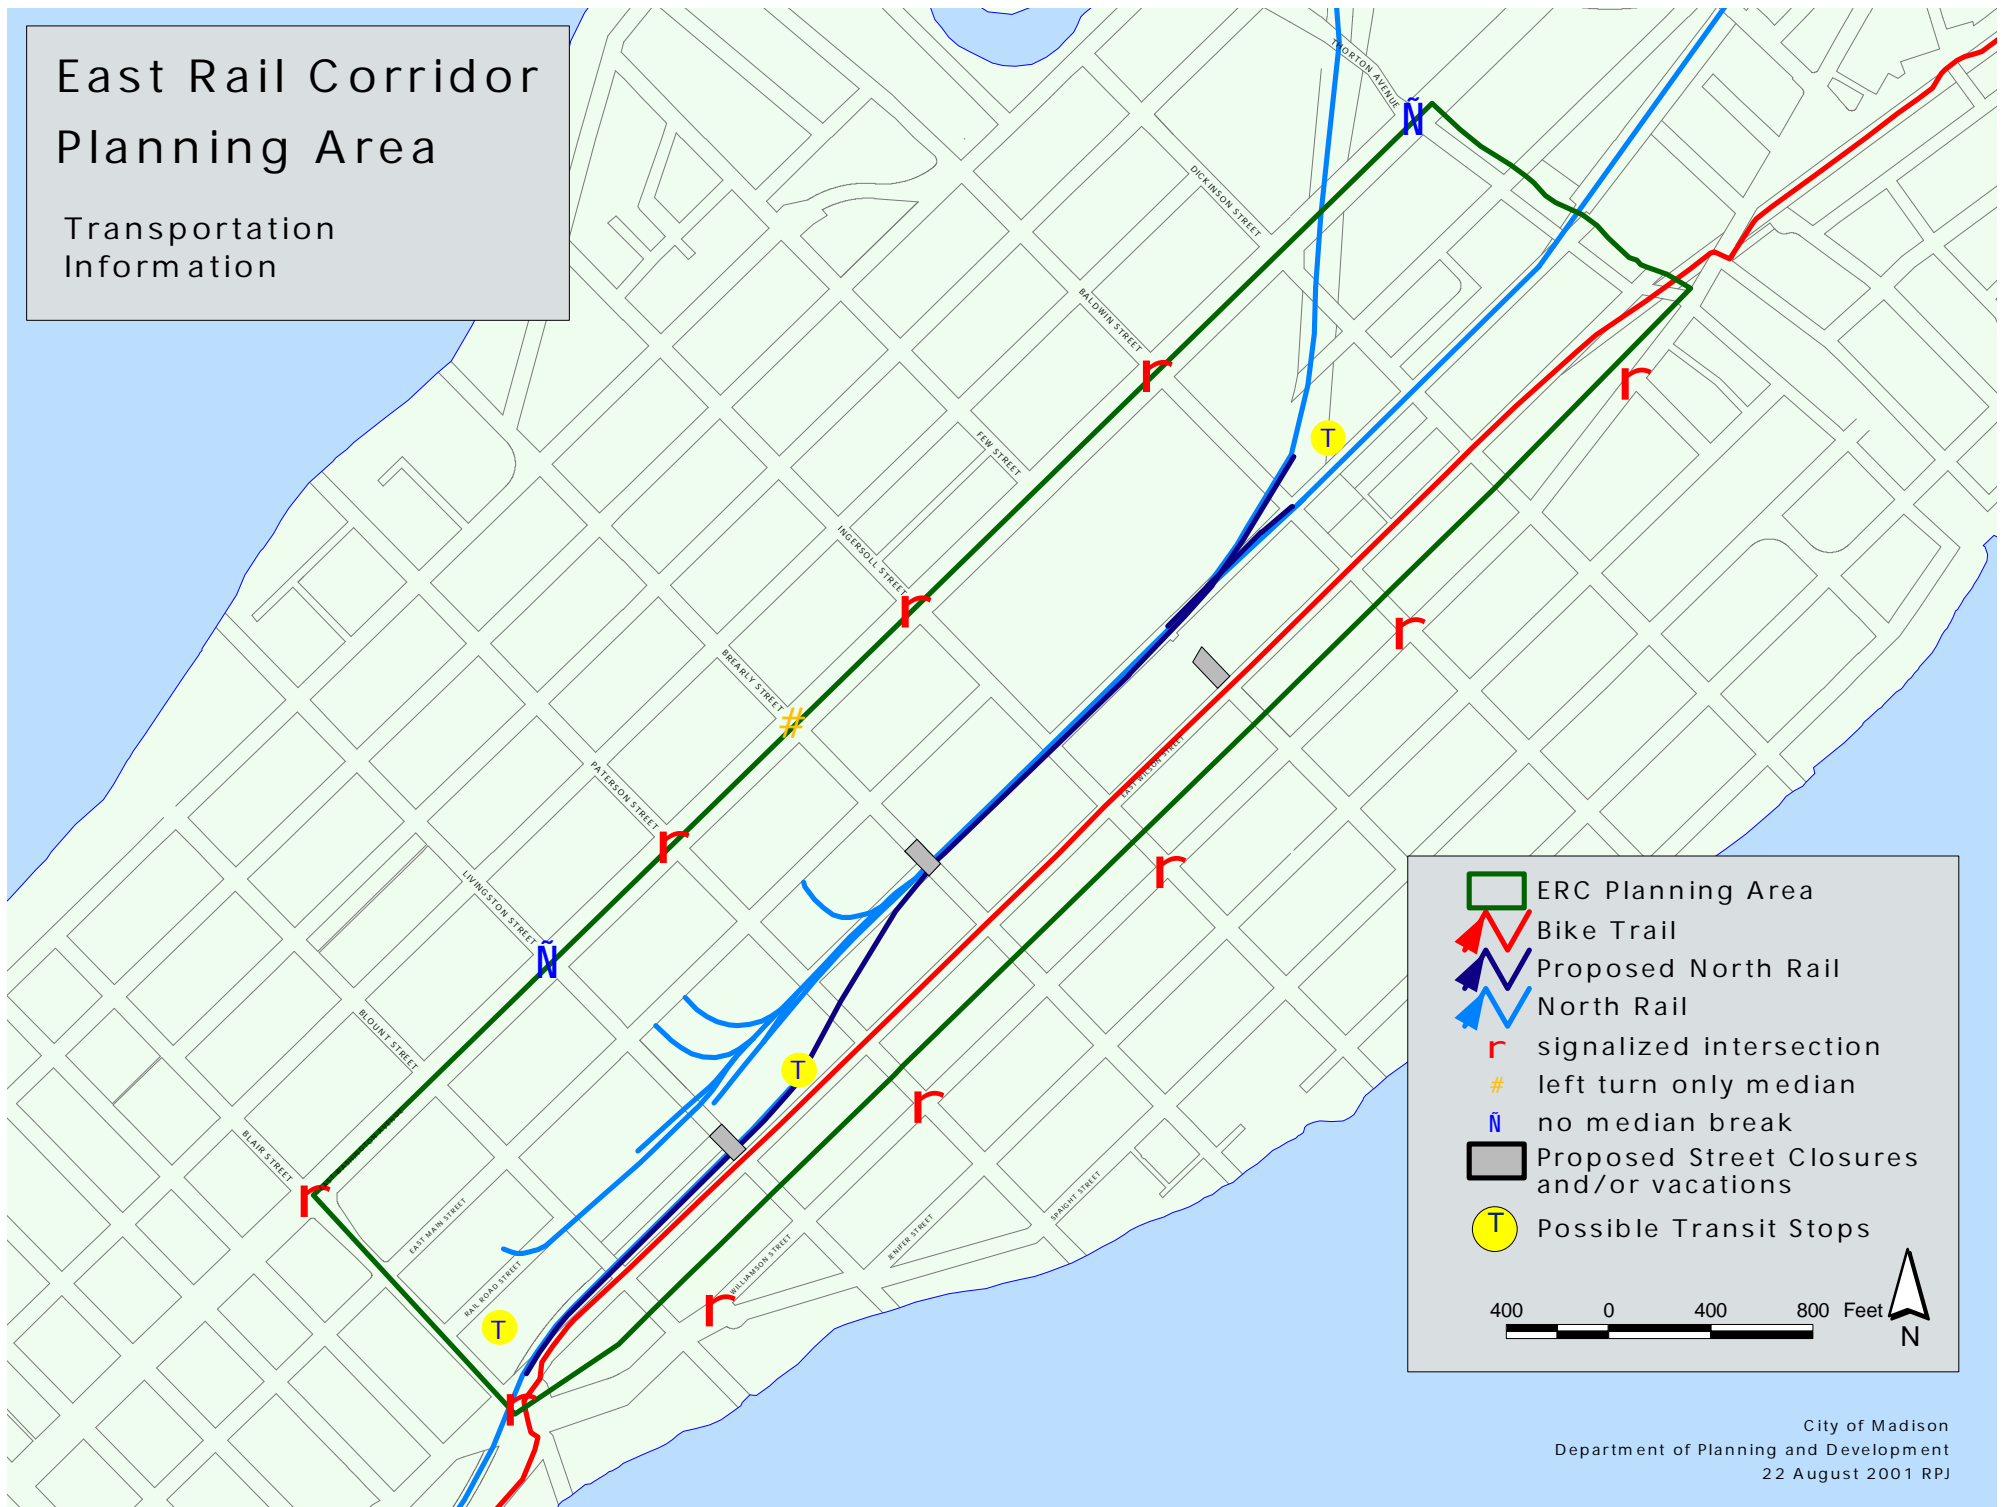 East Rail Corridor
Planning Area
Transportation
Information
THORTON AVENUE
Ñ
DICKINSON STREET
BALDWIN STREET
r
r
T
FEW STREET
INGERSOLL STREET
r
r
BREARLY STREET
#
EAST WILSON STREET
PATERSON STREET
r
r
LIVINGSTON STREET
Ñ
BLOUNT STREET
T
r
BLAIR STREET
r
EAST MAIN STREET
SPAIGHT STREET
JENIFER STREET
RAIL ROAD STREET
WILLIAMSON STREET
r
T
r
ERC Planning Area
Bike Trail
Proposed North Rail
North Rail
r signalized intersection
# left turn only median
Ñ no median break
Proposed Street Closures
and/or vacations
T Possible Transit Stops
400 0 400 800 Feet
N
City of Madison
Department of Planning and Development
22 August 2001 RPJ